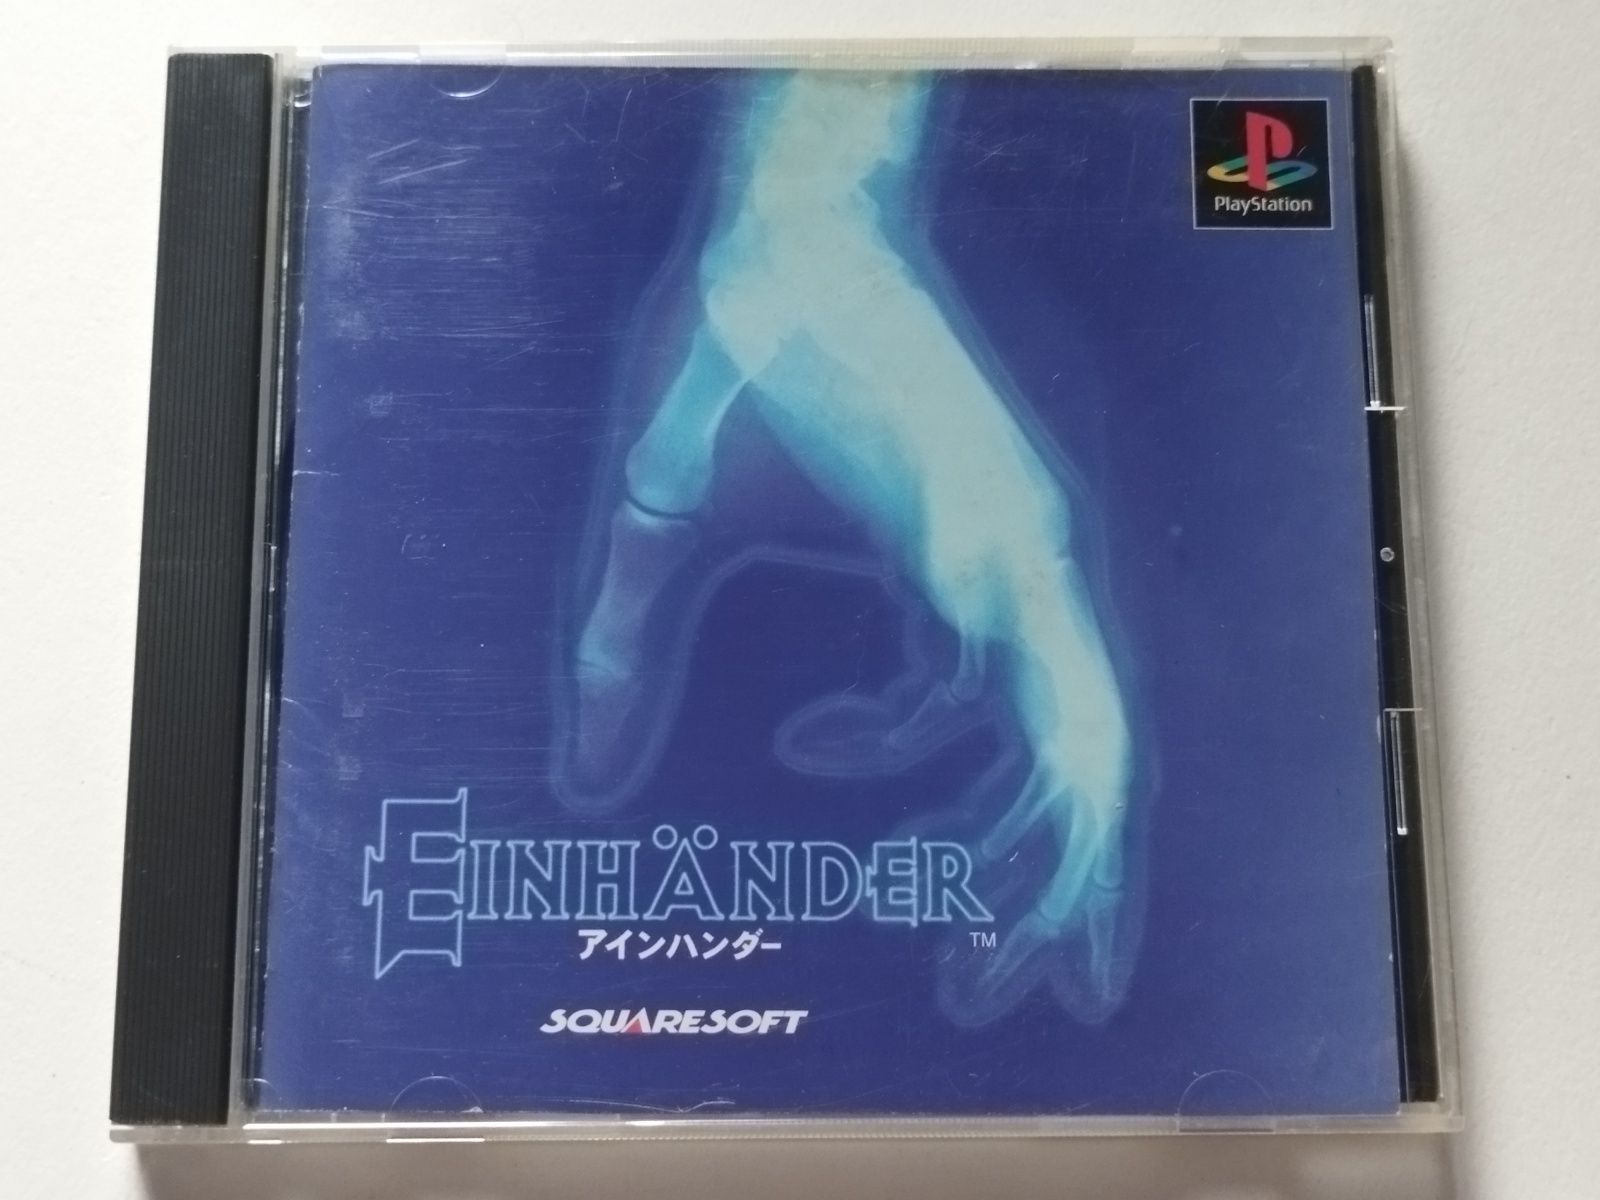 PlayStation
EINHÄNDER
アインハンダー
TM
SQUARESOFT